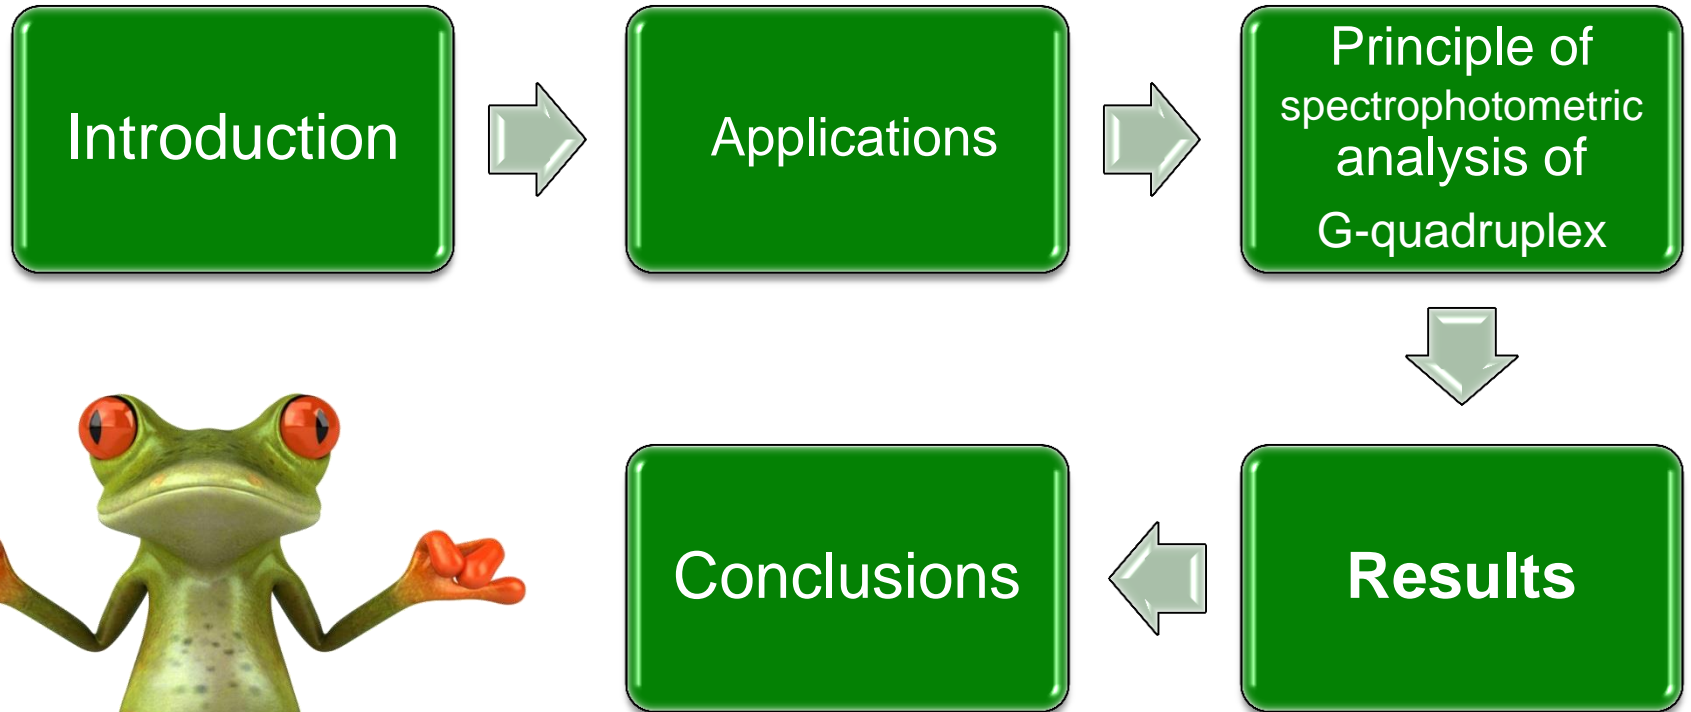 Introduction
Applications
Principle of
spectrophotometric
analysis of
G-quadruplex
Results
Conclusions